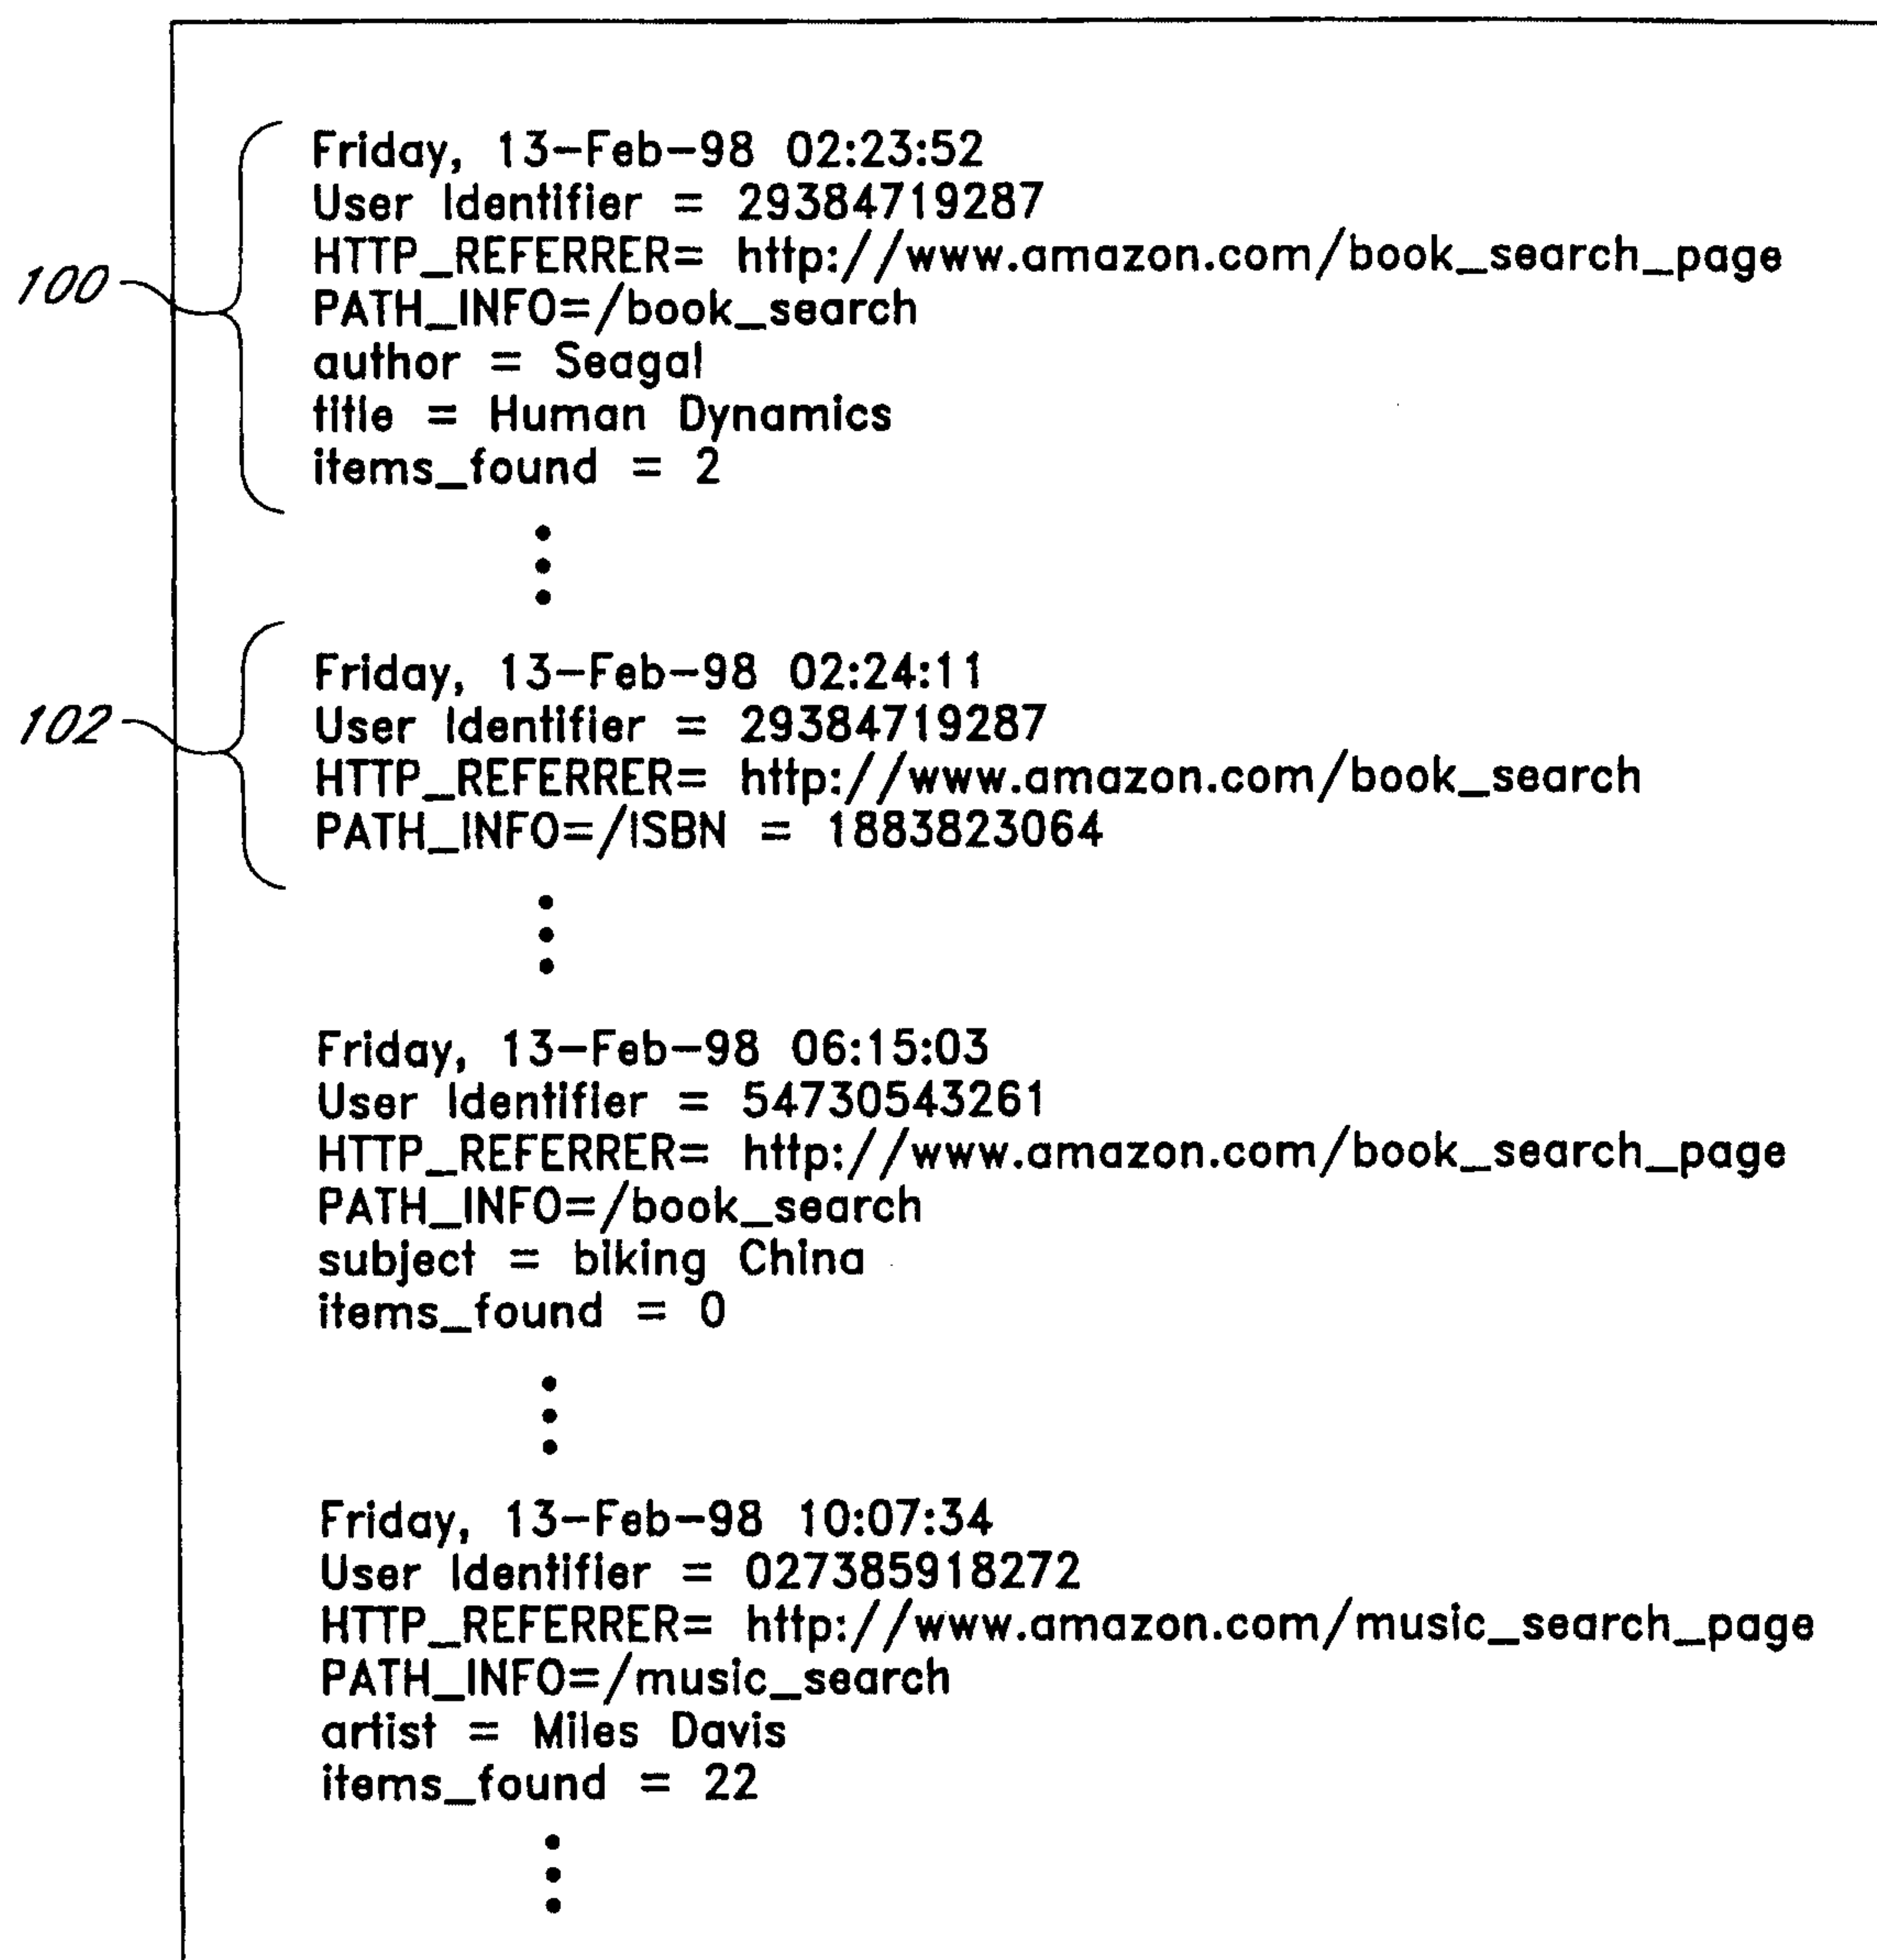 Friday, 13-Feb-98 02:23:52
User Identifier = 29384719287
HTTP_REFERRER= http://www.amazon.com/book_search_page
100
PATH_INFO=/book_search
author = Seagal
title = Human Dynamics
items_found = 2
Friday, 13-Feb-98 02:24:11
102
User Identifier = 29384719287
HTTP_REFERRER= http://www.amazon.com/book_search
PATH_INFO=/ISBN = 1883823064
Friday, 13-Feb-98 06:15:03
User Identifier = 54730543261
HTTP_REFERRER= http://www.amazon.com/book_search_page
PATH_INFO=/book_search
subject = biking China
items_found = 0
Friday, 13-Feb-98 10:07:34
User Identifier = 027385918272
HTTP_REFERRER= http://www.amazon.com/music_search_page
PATH_INFO=/music_search
artist = Miles Davis
items_found = 22